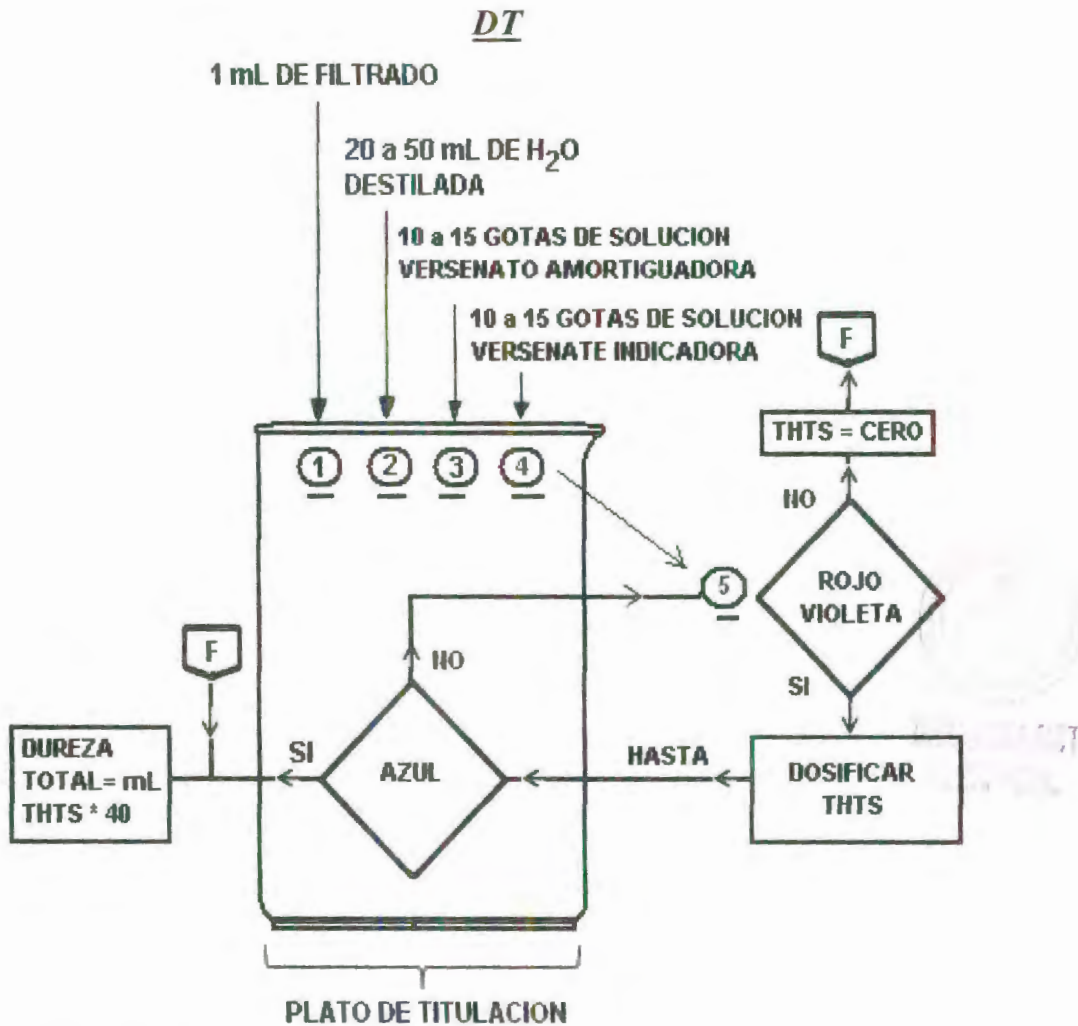 DT
1 mL DE FILTRADO
20 a 50 mL DE H2O
DESTILADA
10 a 15 GOTAS DE SOLUCION
VERSENATO AMORTIGUADORA
10 a 15 GOTAS DE SOLUCION
VERSENATE INDICADORA
F
THTS = CERO
1
2
3
4
NO
5
ROJO
VIOLETA
F
NO
SI
DUREZA
TOTAL= mL
THTS * 40
SI
AZUL
HASTA
DOSIFICAR
THTS
PLATO DE TITULACION